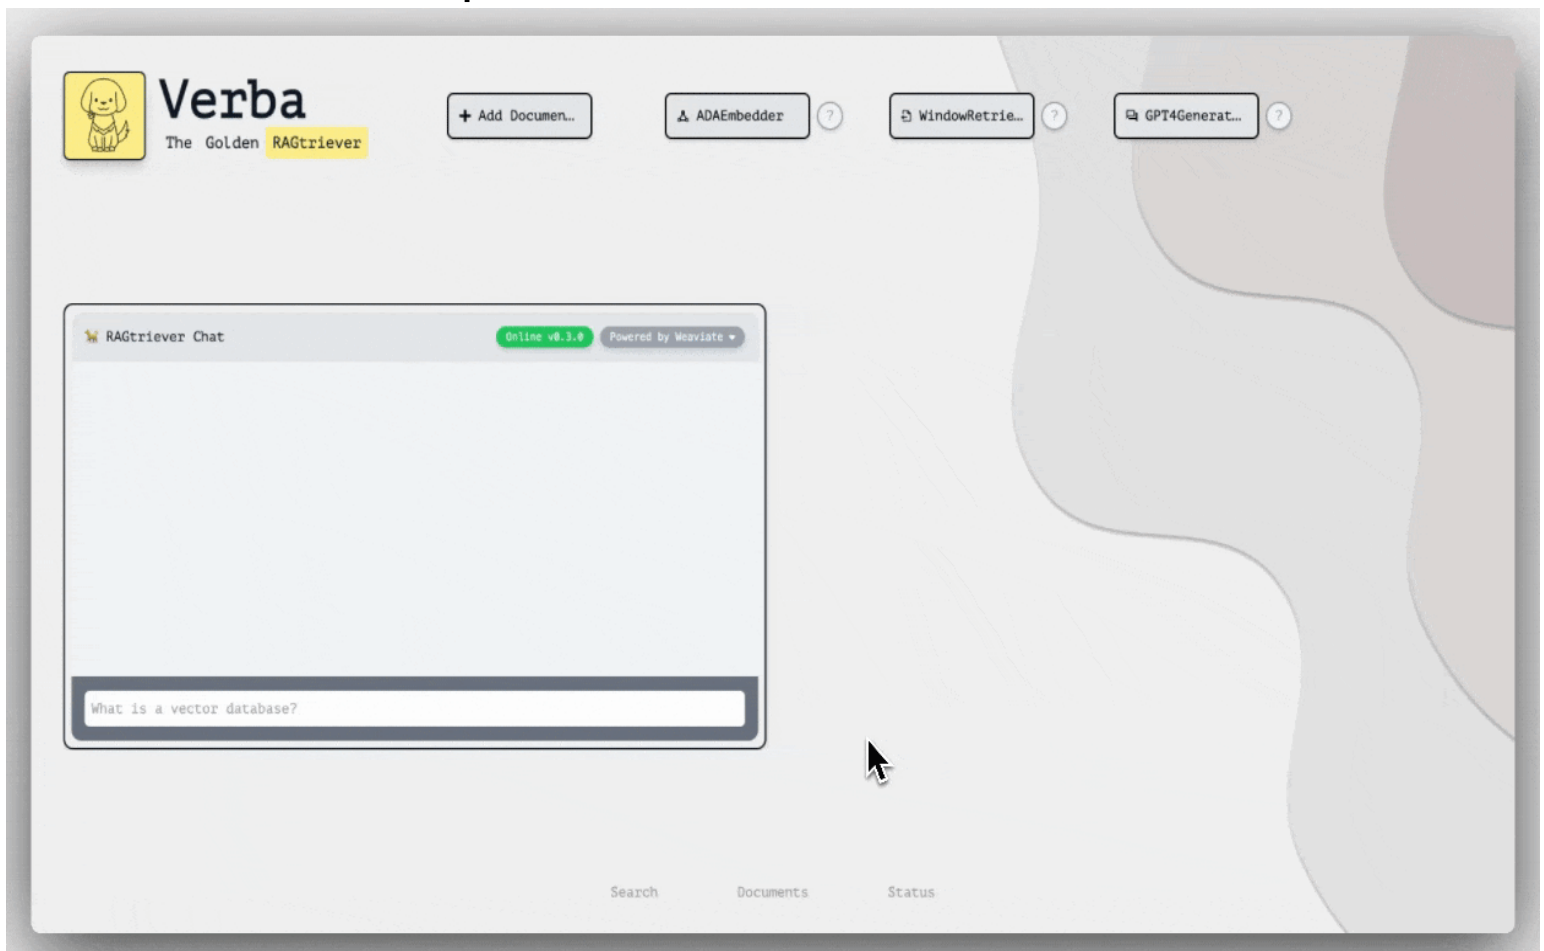 Verba
The Golden RAGtriever
+ Add Documen…
ADAEmbedder ?
WindowRetrie… ?
GPT4Generat… ?
RAGtriever Chat
Online v0.3.0
Powered by Weaviate
What is a vector database?
Search
Documents
Status